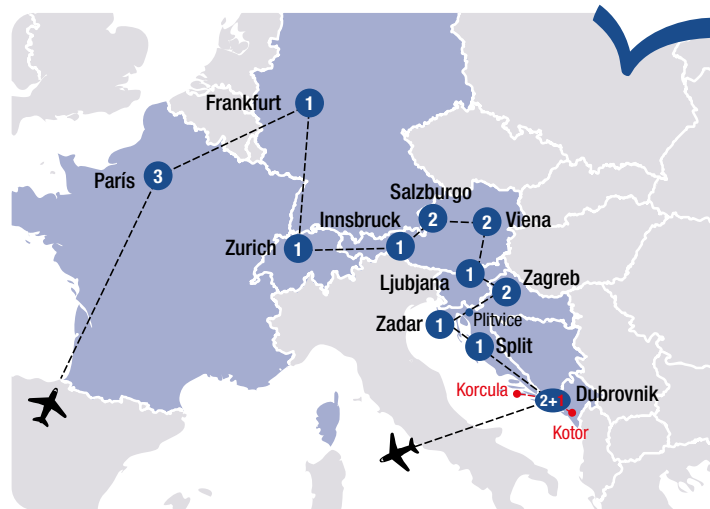 Frankfurt 1
París 3
Salzburgo 2
2 Viena
Innsbruck 1
Zurich 1
Ljubjana 1
Zagreb 2
Plitvice
Zadar 1
1 Split
Korcula
2+1 Dubrovnik
Kotor